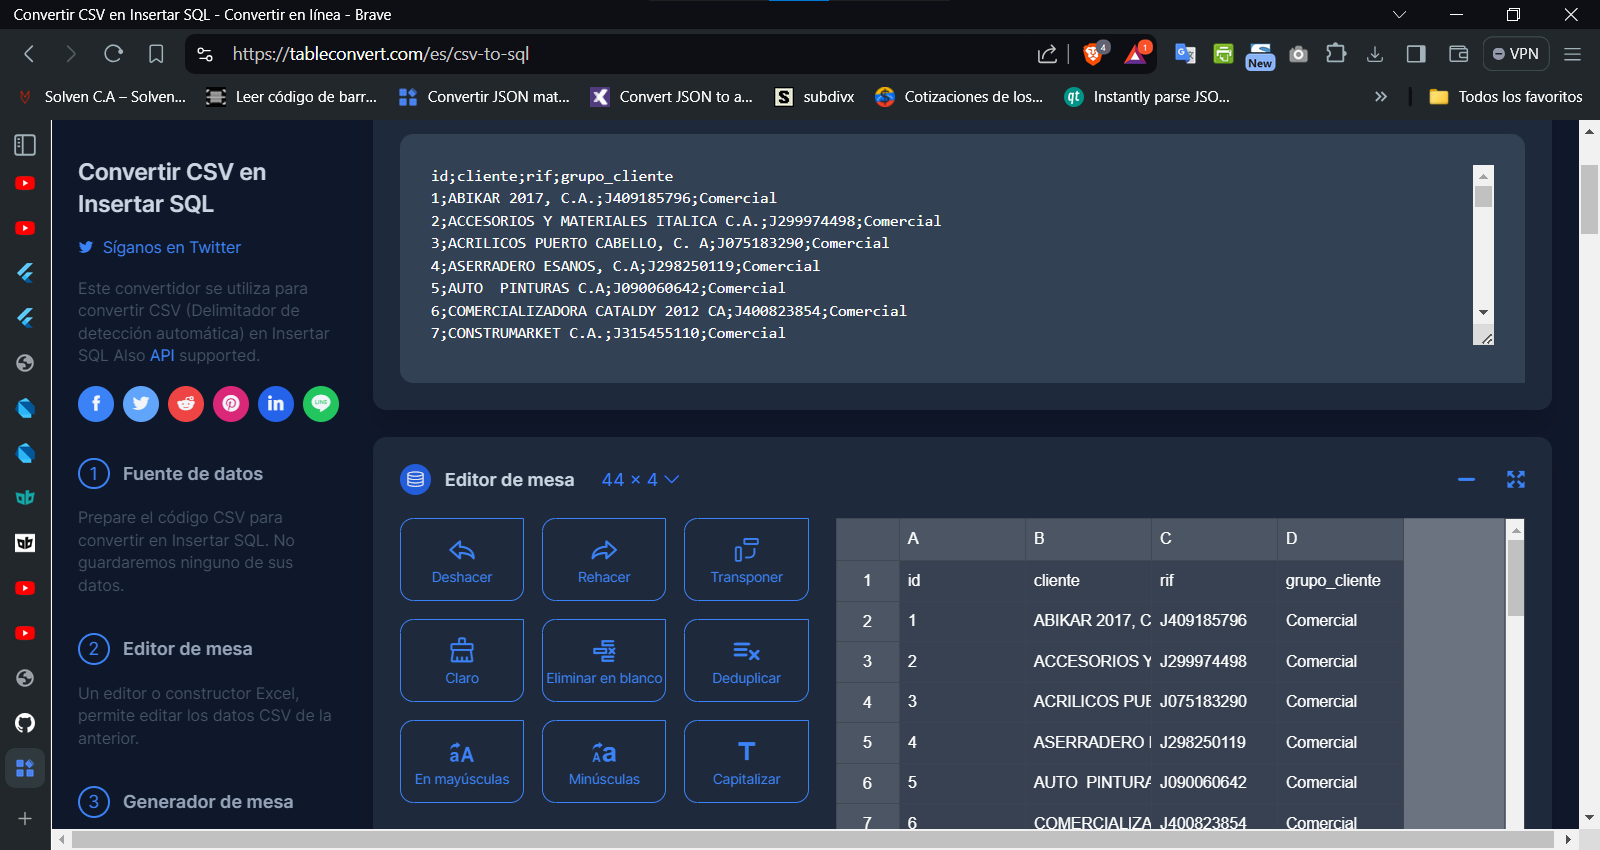 Convertir CSV en Insertar SQL - Convertir en línea - Brave
https://tableconvert.com/es/csv-to-sql
4
1
New
VPN
Solven C.A – Solven...
Leer código de barr...
Convertir JSON mat...
Convert JSON to a...
S
subdivx
Cotizaciones de los...
qt
Instantly parse JSO...
»
Todos los favoritos
Convertir CSV en
Insertar SQL
Síganos en Twitter
Este convertidor se utiliza para
convertir CSV (Delimitador de
detección automática) en Insertar
SQL Also API supported.
LINE
1 Fuente de datos
Prepare el código CSV para
convertir en Insertar SQL. No
guardaremos ninguno de sus
datos.
2 Editor de mesa
Un editor o constructor Excel,
permite editar los datos CSV de la
anterior.
3 Generador de mesa
id;cliente;rif;grupo_cliente
1;ABIKAR 2017, C.A.;J409185796;Comercial
2;ACCESORIOS Y MATERIALES ITALICA C.A.;J299974498;Comercial
3;ACRILICOS PUERTO CABELLO, C. A;J075183290;Comercial
4;ASERRADERO ESANOS, C.A;J298250119;Comercial
5;AUTO  PINTURAS C.A;J090060642;Comercial
6;COMERCIALIZADORA CATALDY 2012 CA;J400823854;Comercial
7;CONSTRUMARKET C.A.;J315455110;Comercial
Editor de mesa 44 × 4
Deshacer
Rehacer
Transponer
Claro
Eliminar en blanco
Deduplicar
En mayúsculas
Minúsculas
Capitalizar
A B C D
1 id cliente rif grupo_cliente
2 1 ABIKAR 2017, C J409185796 Comercial
3 2 ACCESORIOS Y J299974498 Comercial
4 3 ACRILICOS PUE J075183290 Comercial
5 4 ASERRADERO J298250119 Comercial
6 5 AUTO  PINTURA J090060642 Comercial
7 6 COMERCIALIZA J400823854 Comercial